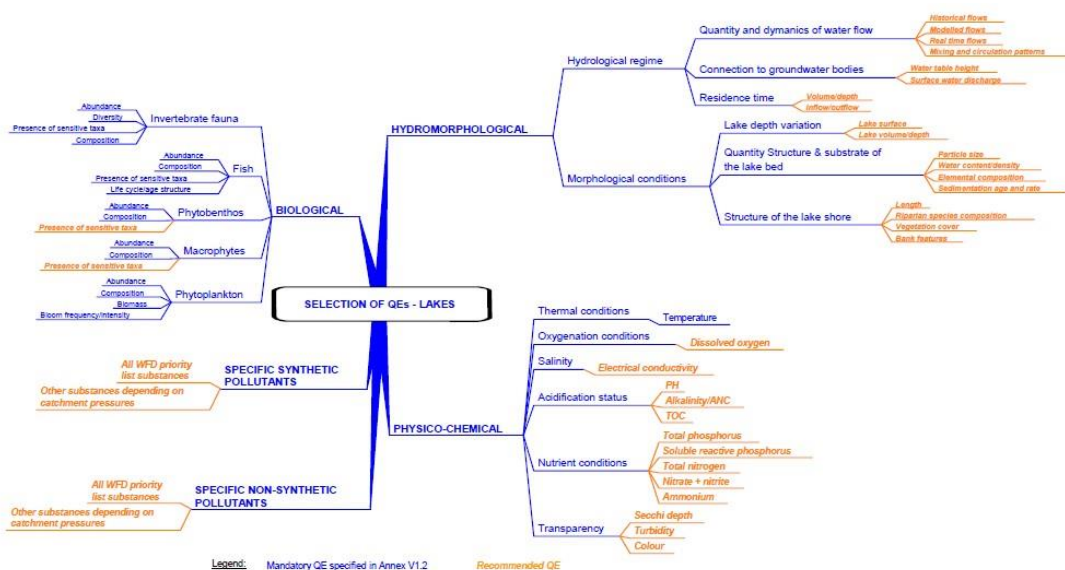 Historical flows
Modelled flows
Real time flows
Mixing and circulation patterns
Quantity and dymanics of water flow
Hydrological regime
Connection to groundwater bodies
Water table height
Surface water discharge
Residence time
Volume/depth
Inflow/outflow
HYDROMORPHOLOGICAL
Lake depth variation
Lake surface
Lake volume/depth
Quantity Structure & substrate of
the lake bed
Particle size
Water content/density
Elemental composition
Sedimentation age and rate
Morphological conditions
Structure of the lake shore
Length
Riparian species composition
Vegetation cover
Bank features
Abundance
Diversity
Presence of sensitive taxa
Composition
Invertebrate fauna
Abundance
Composition
Presence of sensitive taxa
Life cycle/age structure
Fish
BIOLOGICAL
Abundance
Composition
Presence of sensitive taxa
Phytobenthos
Abundance
Composition
Presence of sensitive taxa
Macrophytes
Abundance
Composition
Biomass
Bloom frequency/intensity
Phytoplankton
SELECTION OF QEs - LAKES
Thermal conditions
Temperature
Oxygenation conditions
Dissolved oxygen
Salinity
Electrical conductivity
Acidification status
PH
Alkalinity/ANC
TOC
PHYSICO-CHEMICAL
Nutrient conditions
Total phosphorus
Soluble reactive phosphorus
Total nitrogen
Nitrate + nitrite
Ammonium
Transparency
Secchi depth
Turbidity
Colour
All WFD priority
list substances
Other substances depending on
catchment pressures
SPECIFIC SYNTHETIC
POLLUTANTS
All WFD priority
list substances
Other substances depending on
catchment pressures
SPECIFIC NON-SYNTHETIC
POLLUTANTS
Legend: Mandatory QE specified in Annex V1.2 Recommended QE